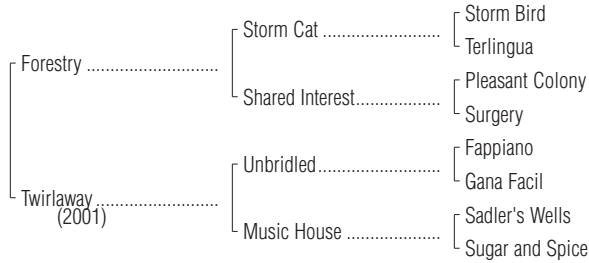 Storm Bird
Storm Cat ..............................
Terlingua
Forestry ..................................
Pleasant Colony
Shared Interest......................
Surgery
Fappiano
Unbridled................................
Gana Facil
Twirlaway ................................
(2001)
Sadler's Wells
Music House ........................
Sugar and Spice